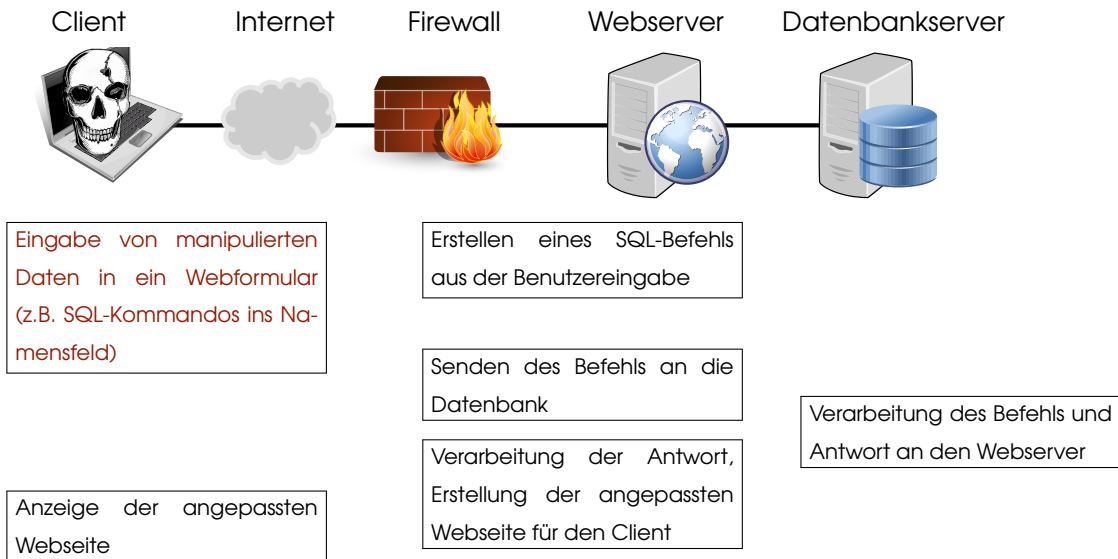 Client Internet Firewall Webserver Datenbankserver
Eingabe von manipulierten
Daten in ein Webformular
(z.B. SQL-Kommandos ins Na-
mensfeld)
Erstellen eines SQL-Befehls
aus der Benutzereingabe
Senden des Befehls an die
Datenbank
Verarbeitung des Befehls und
Antwort an den Webserver
Verarbeitung der Antwort,
Erstellung der angepassten
Webseite für den Client
Anzeige der angepassten
Webseite